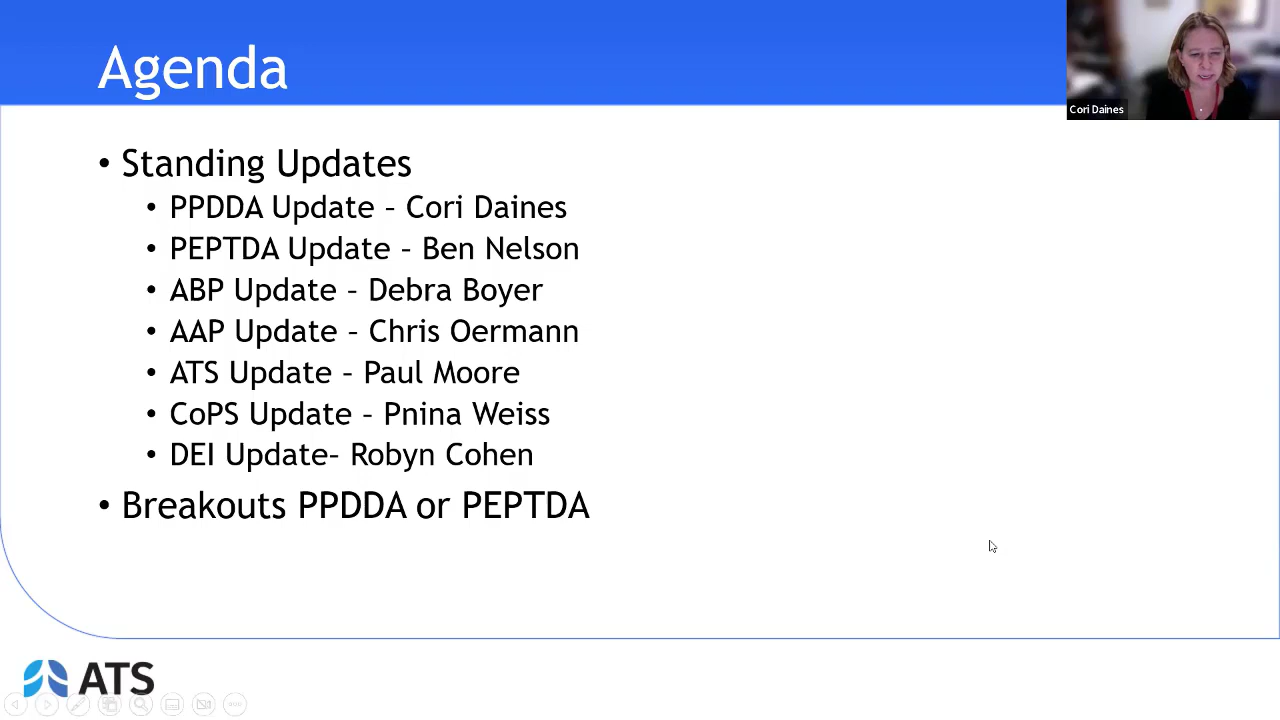 Agenda
Cori Daines
• Standing Updates
• PPDDA Update – Cori Daines
• PEPTDA Update – Ben Nelson
• ABP Update – Debra Boyer
• AAP Update – Chris Oermann
• ATS Update – Paul Moore
• CoPS Update – Pnina Weiss
• DEI Update– Robyn Cohen
• Breakouts PPDDA or PEPTDA
ATS